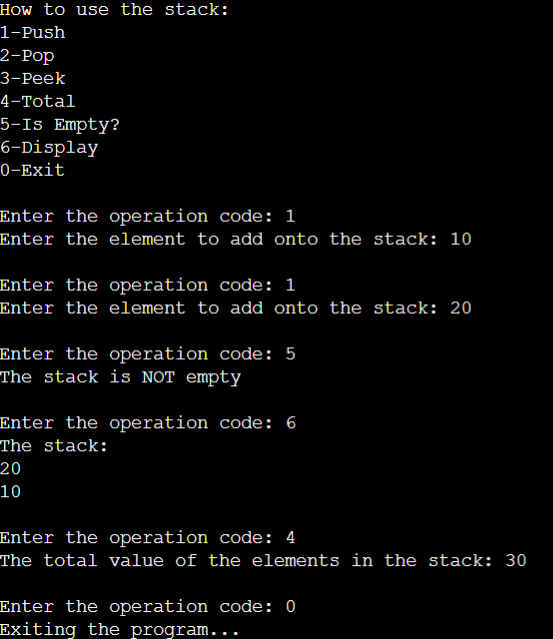 How to use the stack:
1-Push
2-Pop
3-Peek
4-Total
5-Is Empty?
6-Display
0-Exit
Enter the operation code: 1
Enter the element to add onto the stack: 10
Enter the operation code: 1
Enter the element to add onto the stack: 20
Enter the operation code: 5
The stack is NOT empty
Enter the operation code: 6
The stack:
20
10
Enter the operation code: 4
The total value of the elements in the stack: 30
Enter the operation code: 0
Exiting the program...